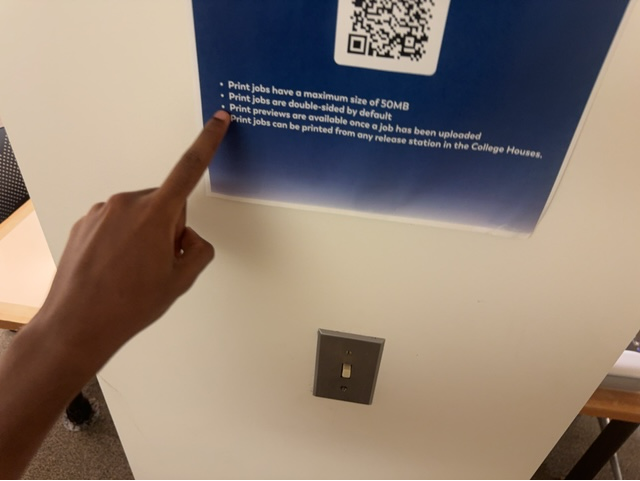 • Print jobs have a maximum size of 50MB
• Print jobs are double-sided by default
• Print previews are available once a job has been uploaded
Print jobs can be printed from any release station in the College Houses.